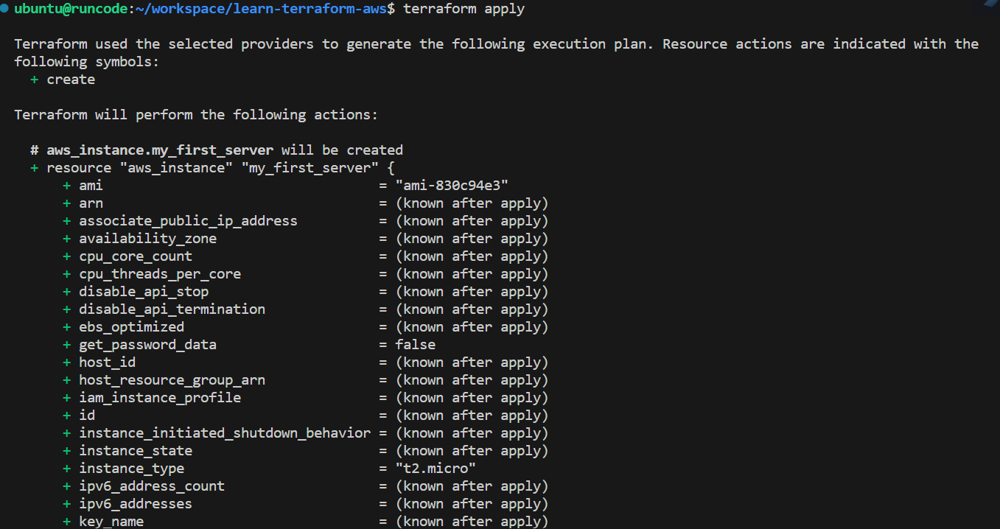 ubuntu@runcode:~/workspace/learn-terraform-aws$ terraform apply
Terraform used the selected providers to generate the following execution plan. Resource actions are indicated with the
following symbols:
+ create
Terraform will perform the following actions:
# aws_instance.my_first_server will be created
+ resource "aws_instance" "my_first_server" {
+ ami = "ami-830c94e3"
+ arn = (known after apply)
+ associate_public_ip_address = (known after apply)
+ availability_zone = (known after apply)
+ cpu_core_count = (known after apply)
+ cpu_threads_per_core = (known after apply)
+ disable_api_stop = (known after apply)
+ disable_api_termination = (known after apply)
+ ebs_optimized = (known after apply)
+ get_password_data = false
+ host_id = (known after apply)
+ host_resource_group_arn = (known after apply)
+ iam_instance_profile = (known after apply)
+ id = (known after apply)
+ instance_initiated_shutdown_behavior = (known after apply)
+ instance_state = (known after apply)
+ instance_type = "t2.micro"
+ ipv6_address_count = (known after apply)
+ ipv6_addresses = (known after apply)
+ key_name = (known after apply)